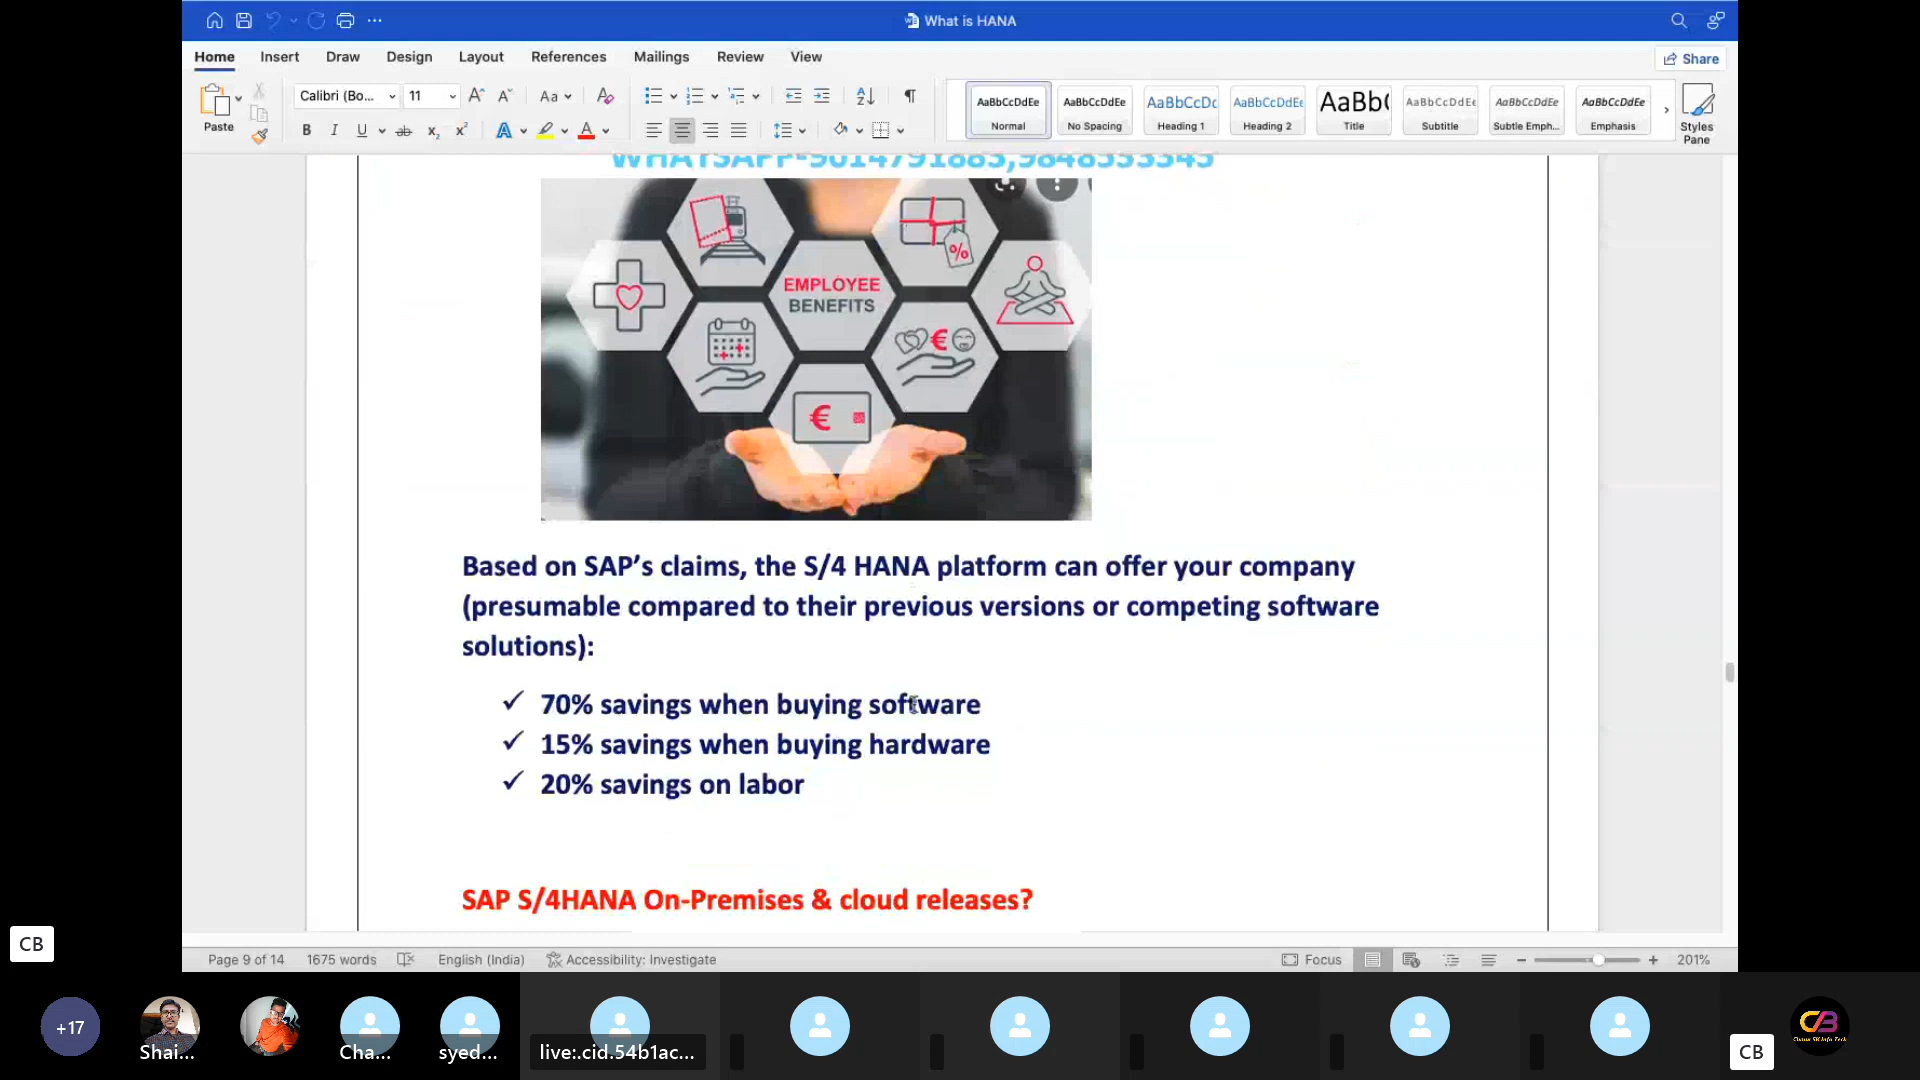 What is HANA
Home Insert Draw Design Layout References Mailings Review View Share
Paste
Calibri (Bo... 11
Aa
AaBbCcDdEe Normal
AaBbCcDdEe No Spacing
AaBbCcDc Heading 1
AaBbCcDdEe Heading 2
AaBb( Title
AaBbCcDdEe Subtitle
AaBbCcDdEe Subtle Emph...
AaBbCcDdEe Emphasis
Styles Pane
WHATSAPP-9014791883,9848533345
EMPLOYEE
BENEFITS
Based on SAP’s claims, the S/4 HANA platform can offer your company
(presumable compared to their previous versions or competing software
solutions):
✓ 70% savings when buying software
✓ 15% savings when buying hardware
✓ 20% savings on labor
SAP S/4HANA On-Premises & cloud releases?
CB
Page 9 of 14 1675 words English (India) Accessibility: Investigate Focus 201%
+17
Shai...
Cha...
syed...
live:.cid.54b1ac...
CB